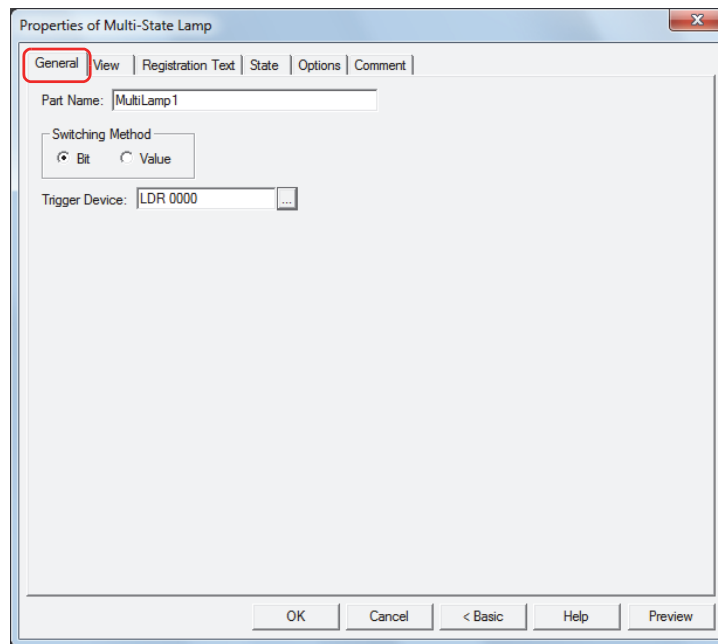 Properties of Multi-State Lamp
General View Registration Text State Options Comment
Part Name: MultiLamp1
Switching Method
Bit Value
Trigger Device: LDR 0000 ...
OK Cancel < Basic Help Preview